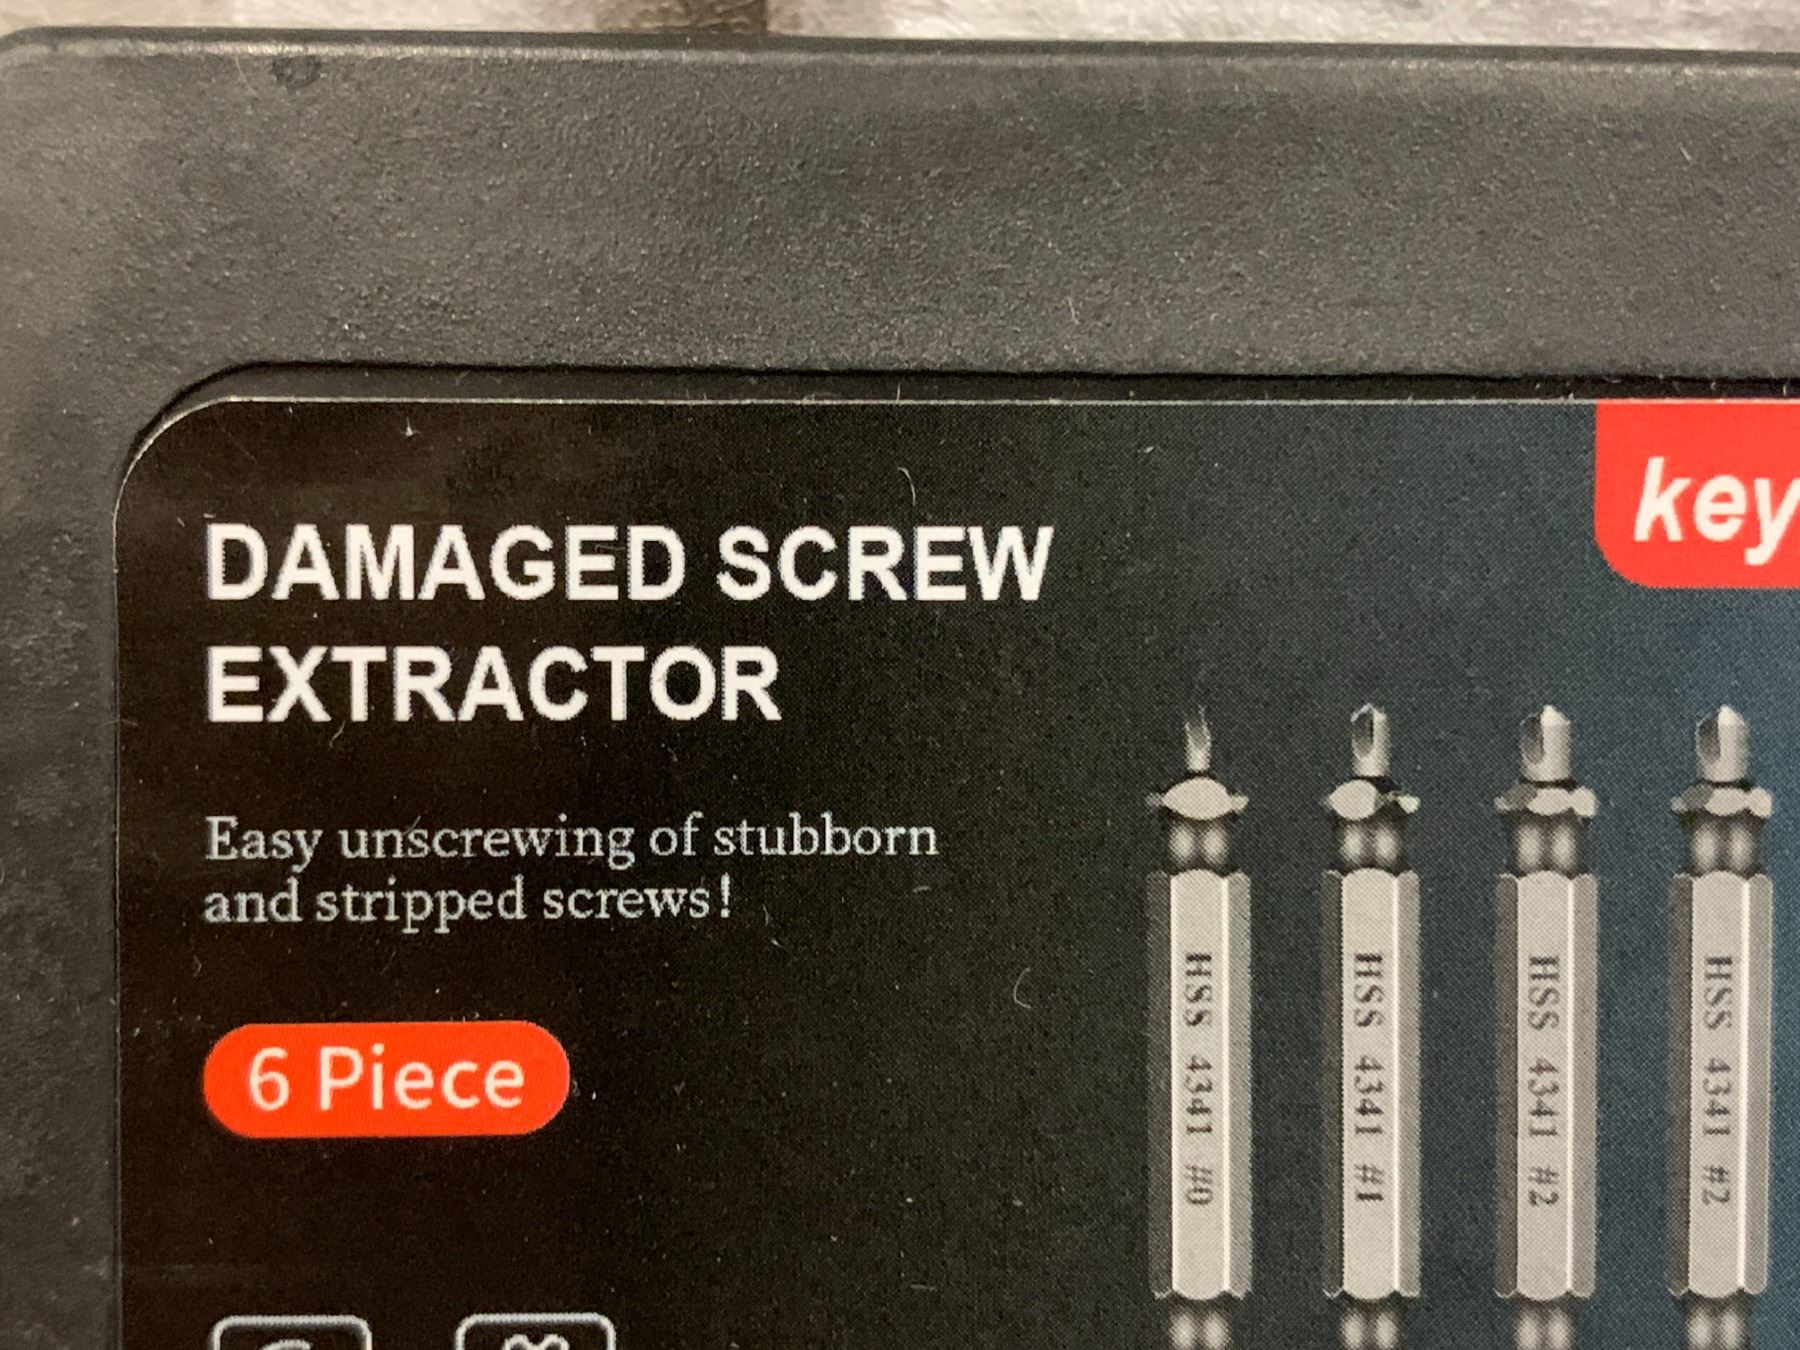 key
DAMAGED SCREW
EXTRACTOR
Easy unscrewing of stubborn
and stripped screws!
6 Piece
HSS 4341 #0
HSS 4341 #1
HSS 4341 #2
HSS 4341 #2